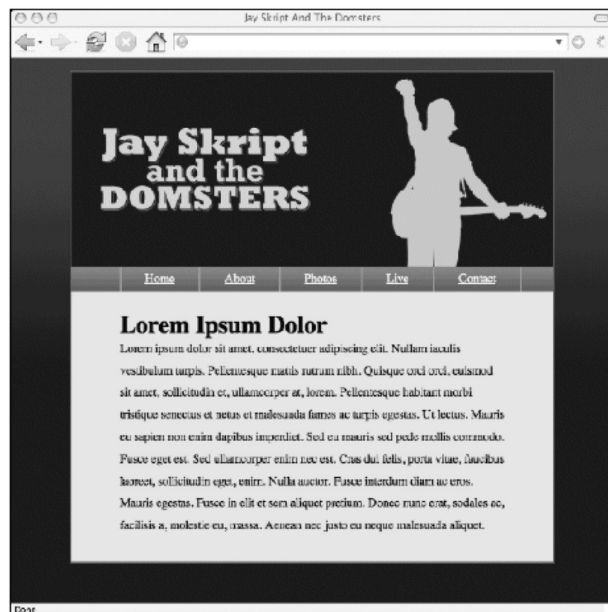 Jay Skript And The Domsters
Jay Skript
and the
DOMSTERS
Home About Photos Live Contact
Lorem Ipsum Dolor
Lorem ipsum dolor sit amet, consectetuer adipiscing elit. Nullam iaculis
vestibulum turpis. Pellentesque mattis rutrum nibh. Quisque orci orci, euismod
sit amet, sollicitudin et, ullamcorper at, lorem. Pellentesque habitant morbi
tristique senectus et netus et malesuada fames ac turpis egestas. Ut lectus. Mauris
eu sapien non enim dapibus imperdiet. Sed eu mauris sed pede mollis commodo.
Fusce eget est. Sed ullamcorper enim nec est. Cras dui felis, porta vitae, faucibus
laoreet, sollicitudin eget, enim. Nulla auctor. Fusce interdum diam ac eros.
Mauris egestas. Fusce in elit et sem aliquet pretium. Donec nunc erat, sodales ac,
facilisis a, molestie eu, massa. Aenean nec justo eu neque malesuada aliquet.